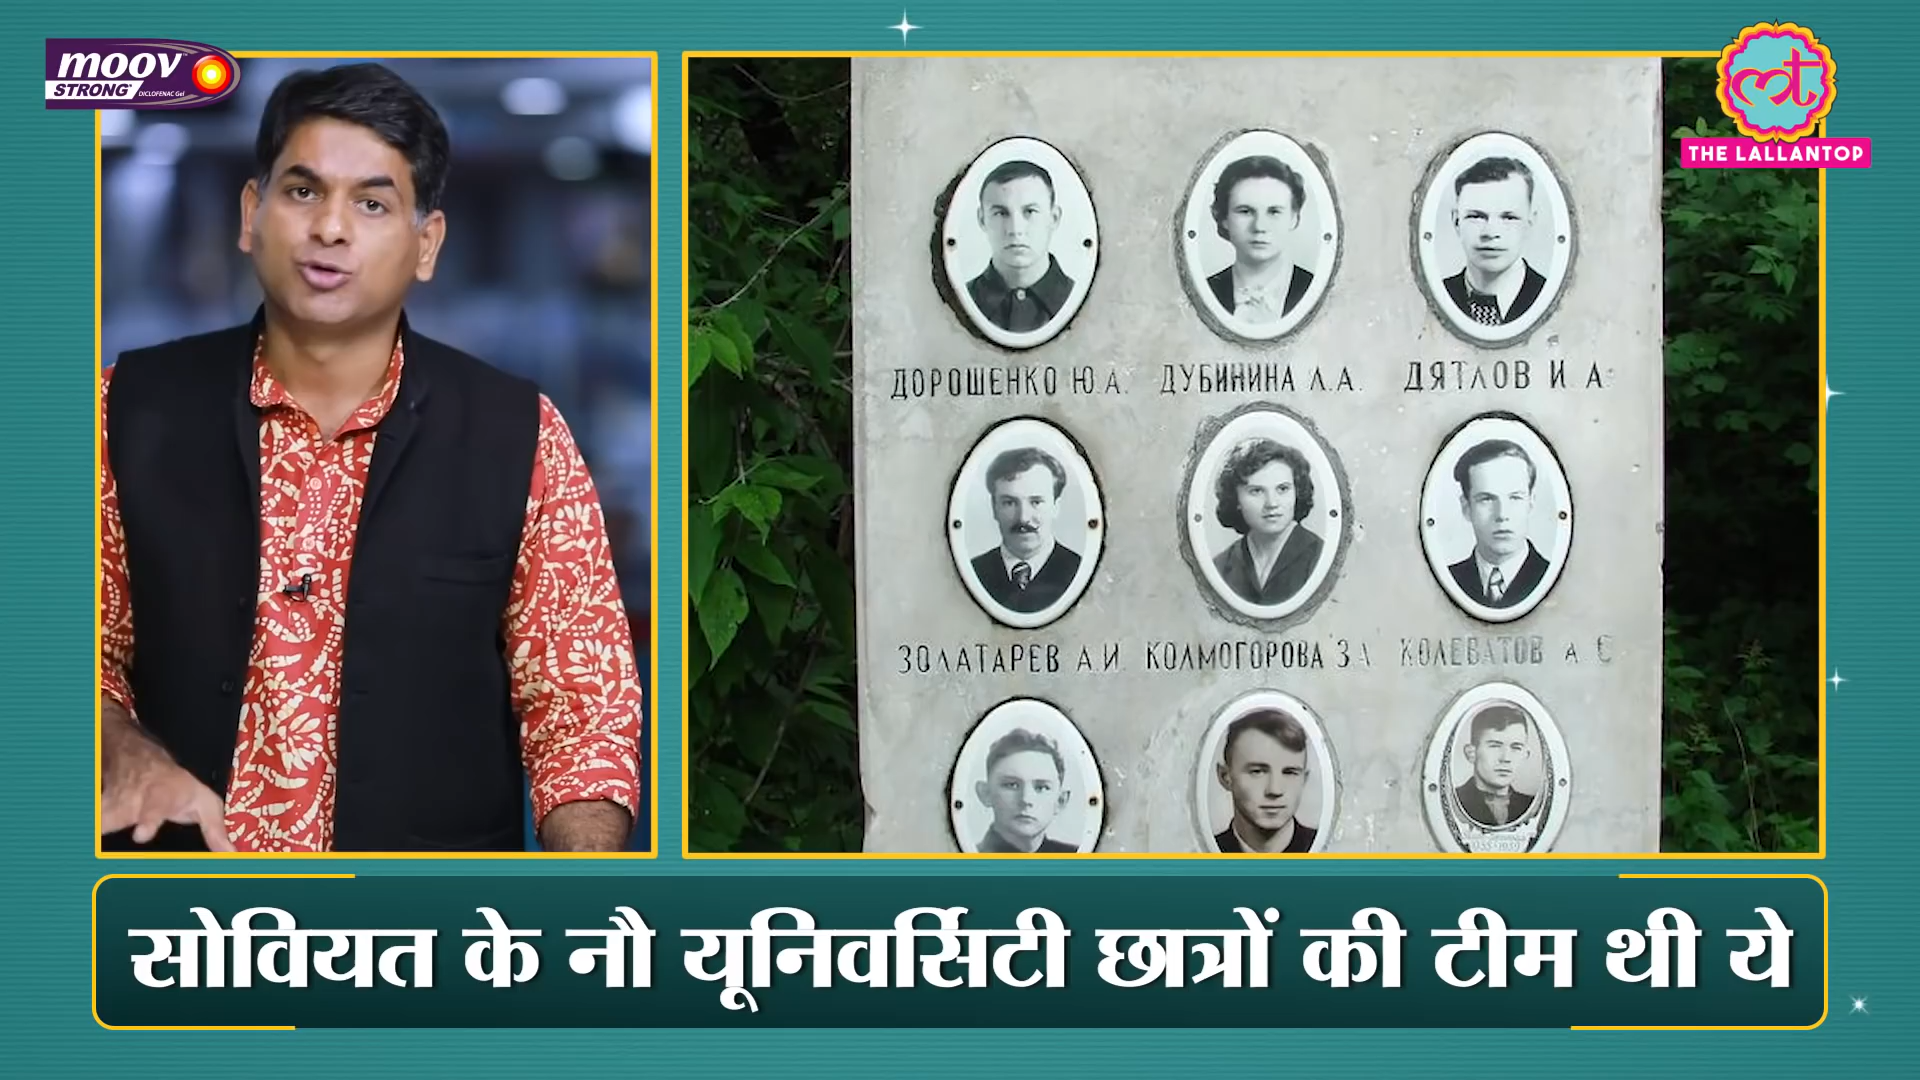 moov
STRONG
DICLOFENAC Gel
THE LALLANTOP
ДОРОШЕНКО Ю.А. ДУБИНИНА Л.А. ДЯТЛОВ И.А.
ЗОЛАТАРЕВ А.И. КОЛМОГОРОВА З.А. КОЛЕВАТОВ А.С.
सोवियत के नौ यूनिवर्सिटी छात्रों की टीम थी ये